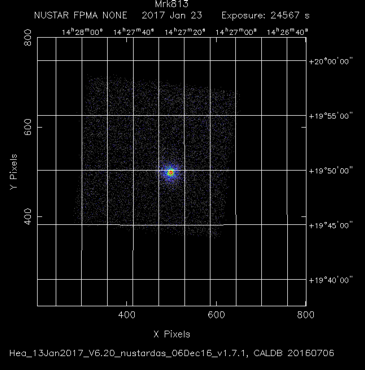 Mrk813
NUSTAR FPMA NONE 2017 Jan 23 Exposure: 24567 s
14ʰ28ᵐ00ˢ 14ʰ27ᵐ40ˢ 14ʰ27ᵐ20ˢ 14ʰ27ᵐ00ˢ 14ʰ26ᵐ40ˢ
800
+20°00'00"
+19°55'00"
600
Y Pixels
+19°50'00"
400
+19°45'00"
+19°40'00"
400 600 800
X Pixels
Hea_13Jan2017_V6.20_nustardas_06Dec16_v1.7.1, CALDB 20160706